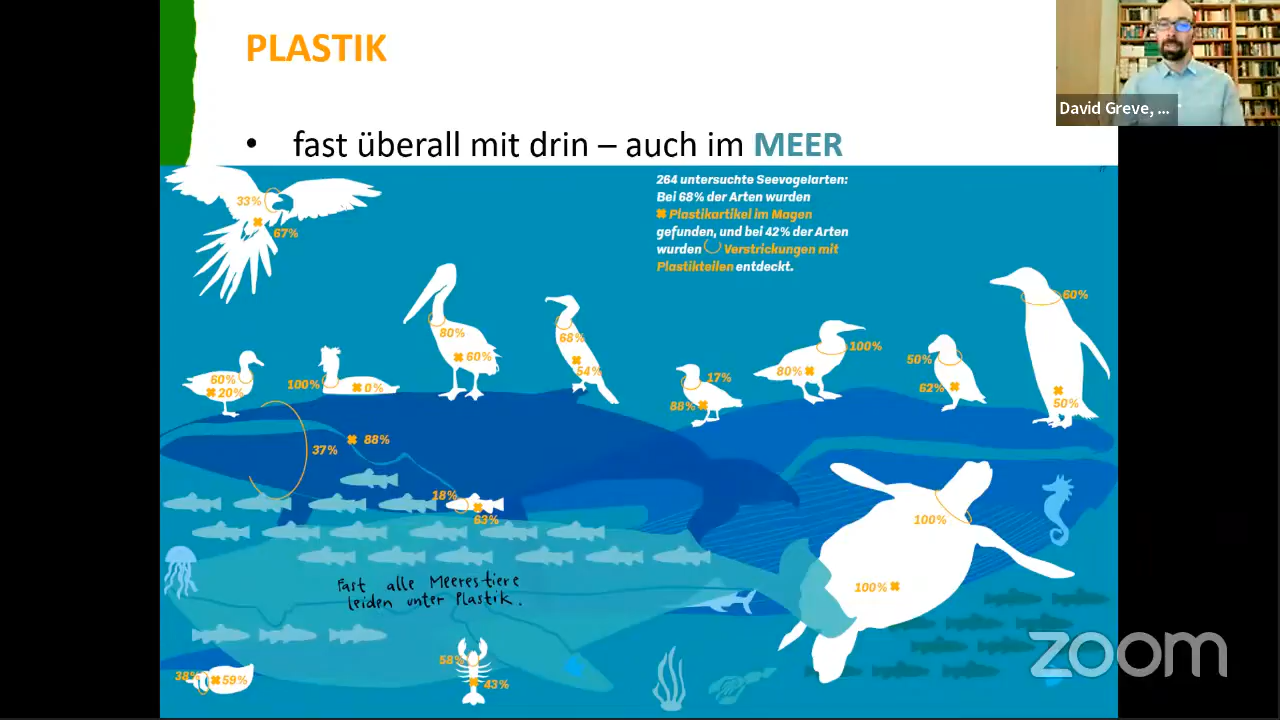 PLASTIK
• fast überall mit drin – auch im MEER
David Greve, ...
264 untersuchte Seevogelarten:
Bei 68% der Arten wurden
✖ Plastikartikel im Magen
gefunden, und bei 42% der Arten
wurden Verstrickungen mit
Plastikteilen entdeckt.
33%
67%
60%
20%
100%
0%
80%
60%
68%
54%
17%
88%
100%
80%
50%
62%
60%
50%
37%
88%
18%
63%
100%
100%
Fast alle Meerestiere
leiden unter Plastik.
38%
59%
58%
43%
zoom